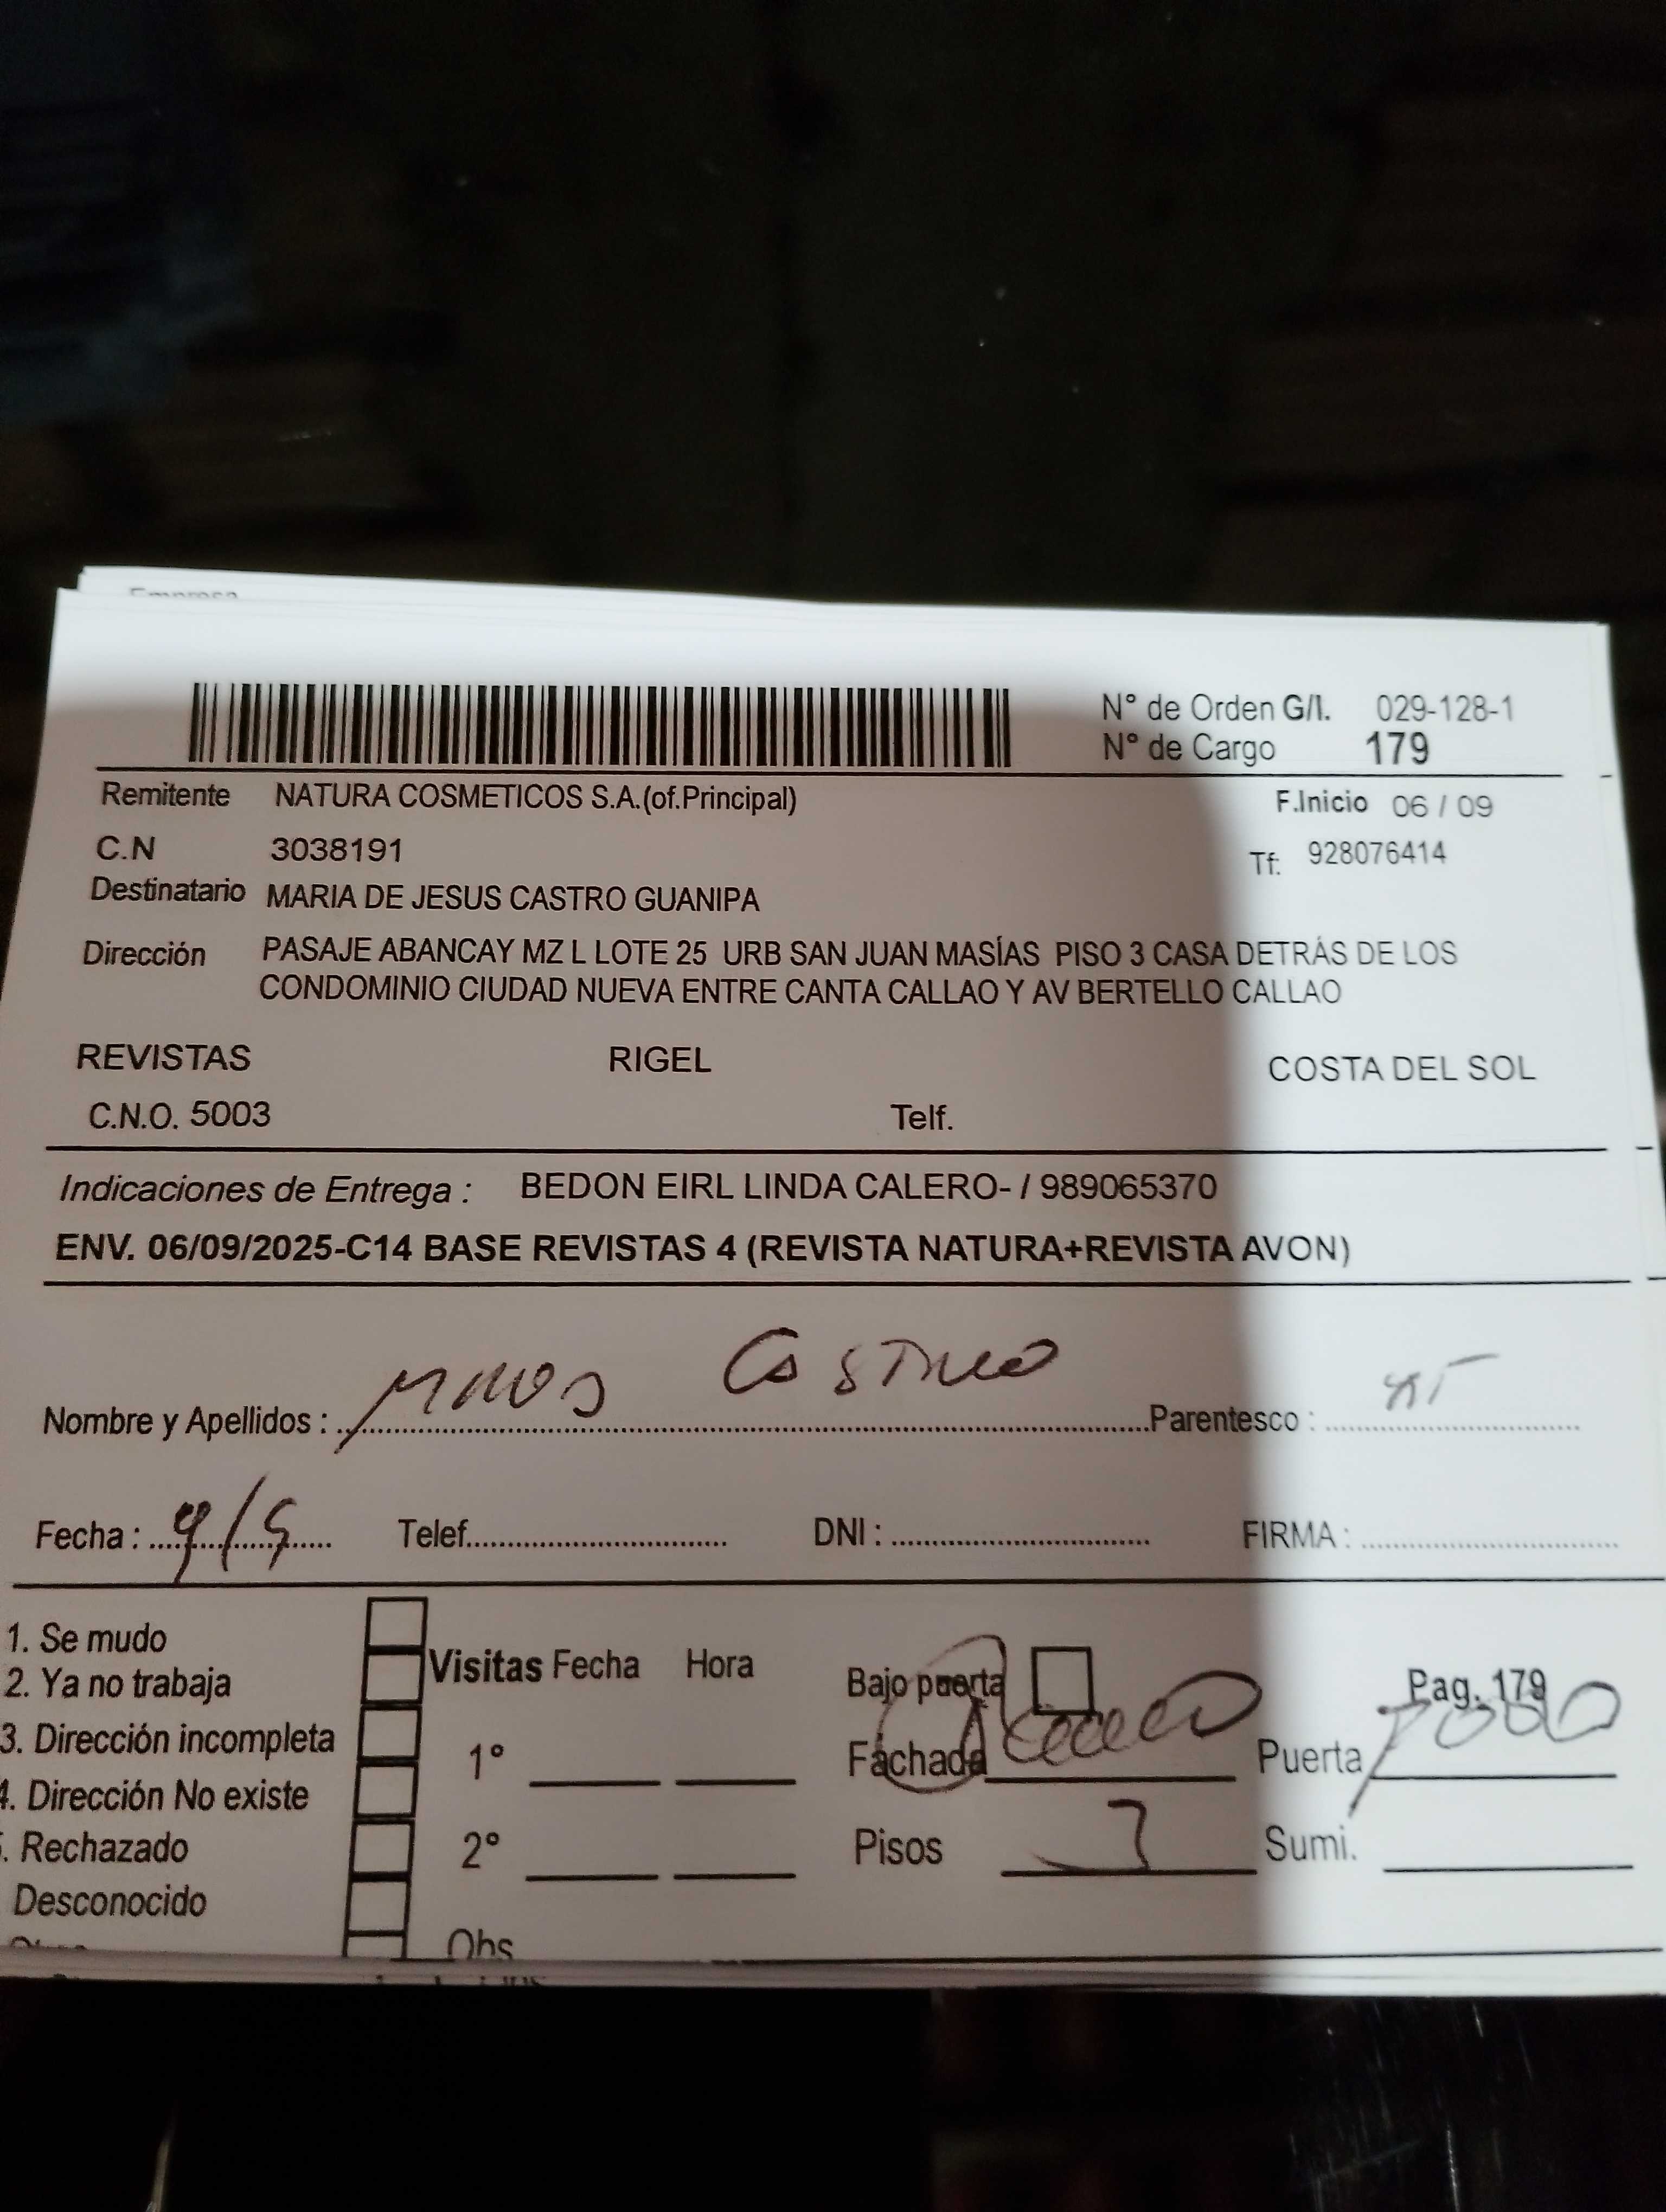 Empresa
N° de Orden G/I. 029-128-1
N° de Cargo 179
Remitente NATURA COSMETICOS S.A.(of.Principal) F.Inicio 06 / 09
C.N 3038191 Tf: 928076414
Destinatario MARIA DE JESUS CASTRO GUANIPA
Dirección PASAJE ABANCAY MZ L LOTE 25 URB SAN JUAN MASÍAS PISO 3 CASA DETRÁS DE LOS
CONDOMINIO CIUDAD NUEVA ENTRE CANTA CALLAO Y AV BERTELLO CALLAO
REVISTAS RIGEL COSTA DEL SOL
C.N.O. 5003 Telf.
Indicaciones de Entrega : BEDON EIRL LINDA CALERO- / 989065370
ENV. 06/09/2025-C14 BASE REVISTAS 4 (REVISTA NATURA+REVISTA AVON)
Nombre y Apellidos : Castro Parentesco :
Fecha : 9/9 Telef. DNI : FIRMA :
1. Se mudo
2. Ya no trabaja
3. Dirección incompleta
4. Dirección No existe
. Rechazado
Desconocido
Visitas Fecha Hora
1°
2°
Obs
Bajo puerta Pag. 179
Fachada Puerta
Pisos 3 Sumi.